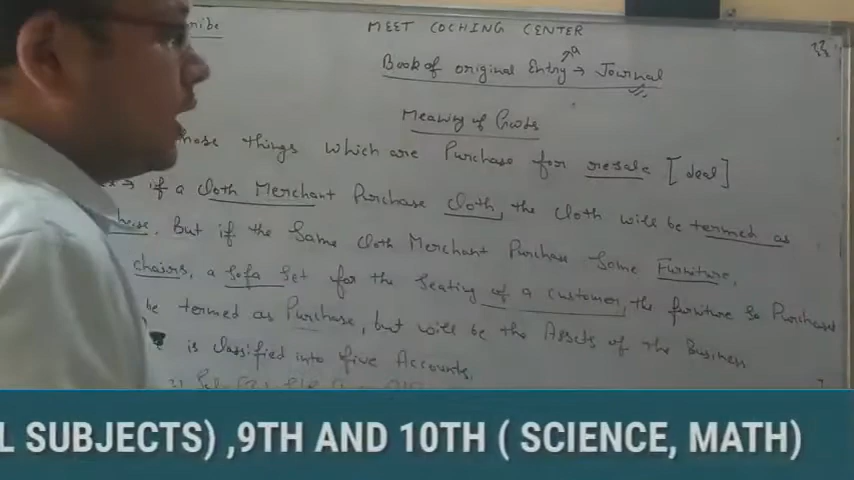 MEET COCHING CENTER
Book of original Entry → Journal
Meaning of Goods
things which are Purchase for resale [deal]
→ if a cloth Merchant Purchase cloth, the cloth will be termed as
But if the Same cloth Merchant Purchase Some Furniture,
chairs, a Sofa Set for the Seating of a customer, the furniture So Purchased
be termed as Purchase, but will be the Assets of the Business
is classified into five Accounts.
L SUBJECTS) ,9TH AND 10TH ( SCIENCE, MATH)